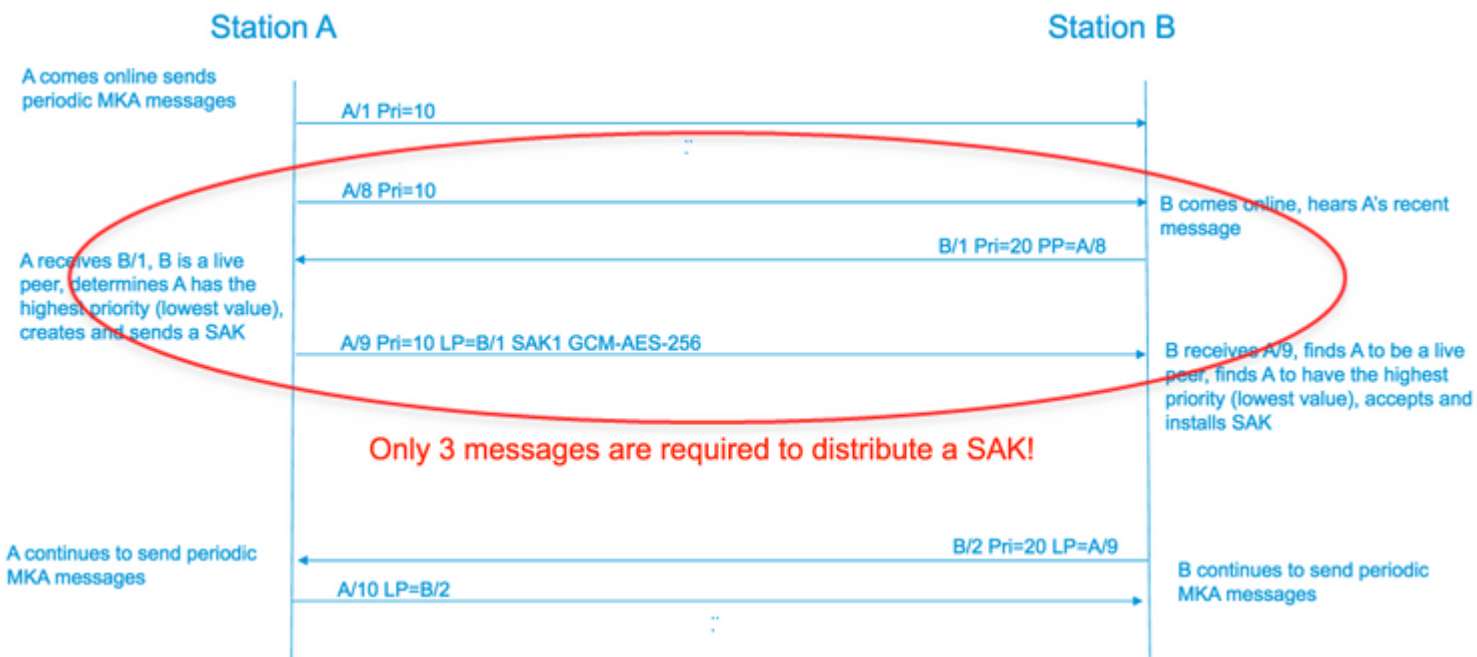 Station A
Station B
A comes online sends
periodic MKA messages
A/1 Pri=10
A/8 Pri=10
B comes online, hears A's recent
message
B/1 Pri=20 PP=A/8
A receives B/1, B is a live
peer, determines A has the
highest priority (lowest value),
creates and sends a SAK
A/9 Pri=10 LP=B/1 SAK1 GCM-AES-256
B receives A/9, finds A to be a live
peer, finds A to have the highest
priority (lowest value), accepts and
installs SAK
Only 3 messages are required to distribute a SAK!
B/2 Pri=20 LP=A/9
A continues to send periodic
MKA messages
B continues to send periodic
MKA messages
A/10 LP=B/2